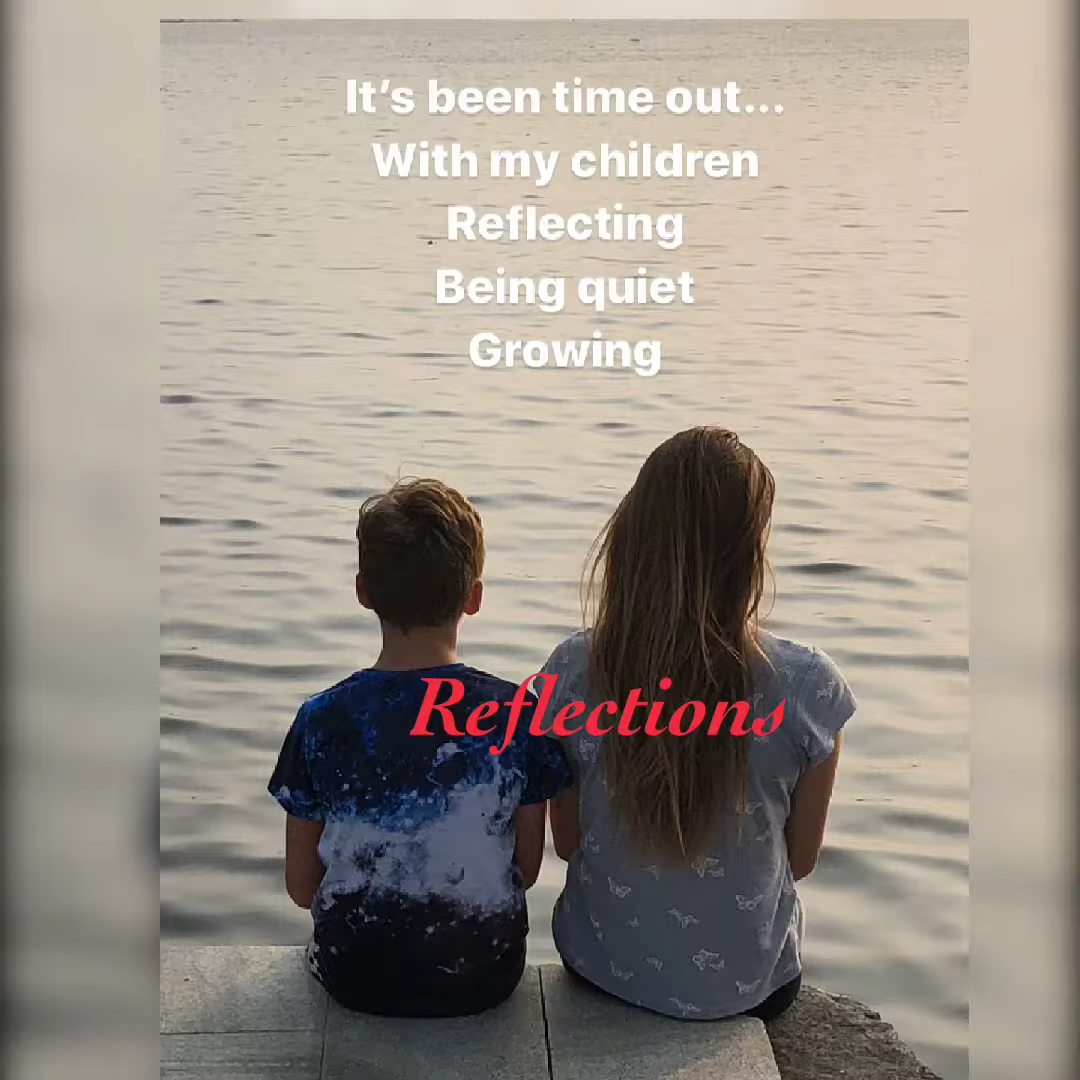 It's been time out...
With my children
Reflecting
Being quiet
Growing
Reflections